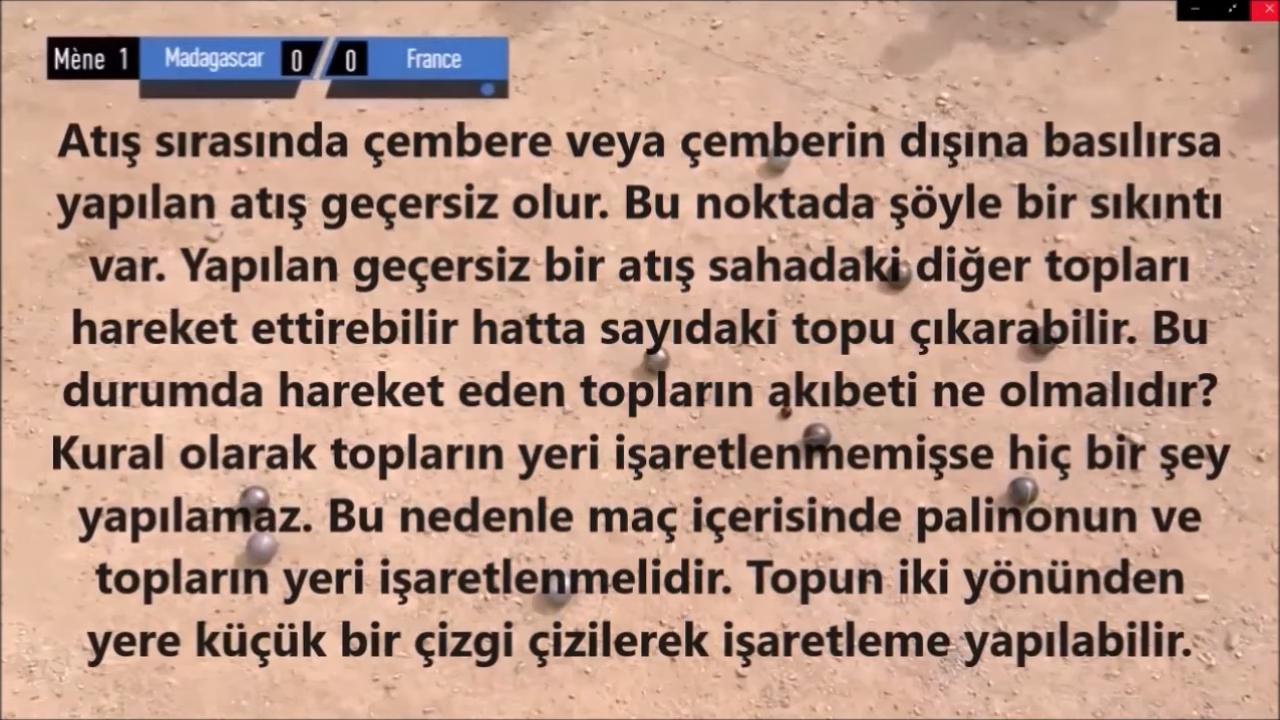 Mène 1 Madagascar 0 0 France
Atış sırasında çembere veya çemberin dışına basılırsa
yapılan atış geçersiz olur. Bu noktada şöyle bir sıkıntı
var. Yapılan geçersiz bir atış sahadaki diğer topları
hareket ettirebilir hatta sayıdaki topu çıkarabilir. Bu
durumda hareket eden topların akıbeti ne olmalıdır?
Kural olarak topların yeri işaretlenmemişse hiç bir şey
yapılamaz. Bu nedenle maç içerisinde palinonun ve
topların yeri işaretlenmelidir. Topun iki yönünden
yere küçük bir çizgi çizilerek işaretleme yapılabilir.